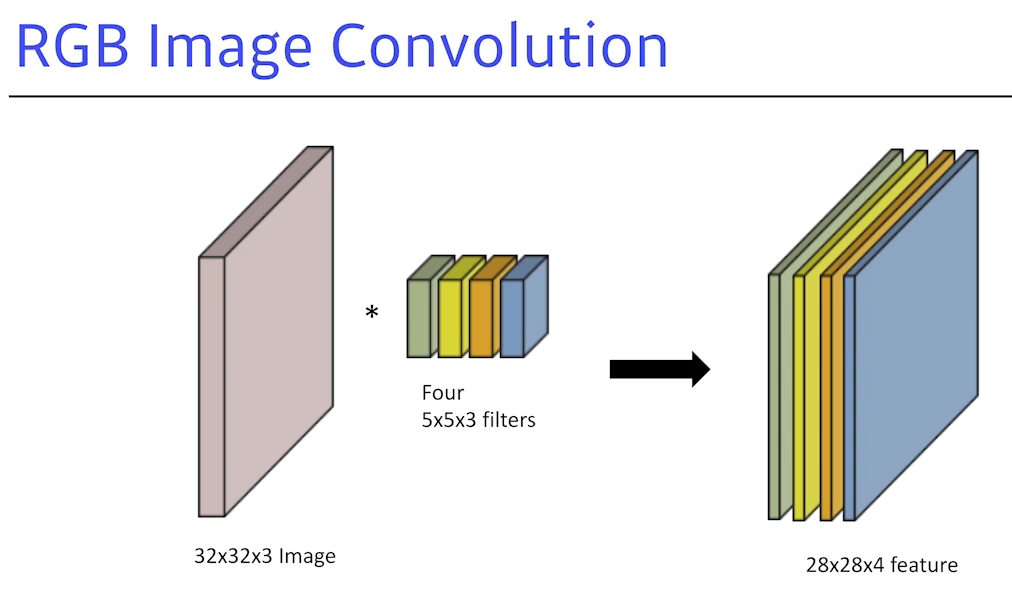 RGB Image Convolution
*
Four
5x5x3 filters
32x32x3 Image
28x28x4 feature